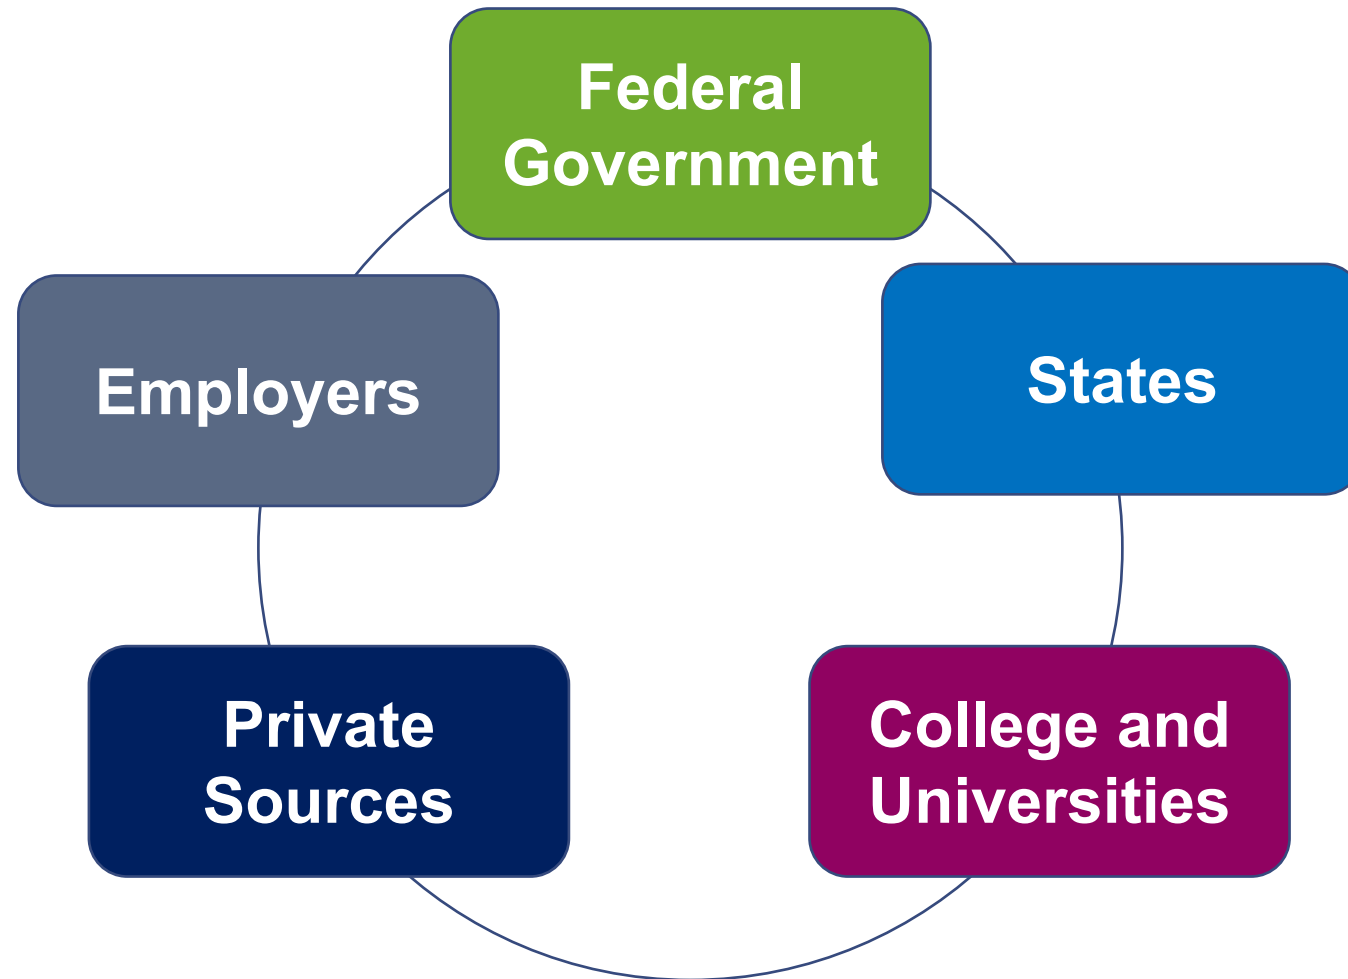 Federal
Government
Employers
States
Private
Sources
College and
Universities